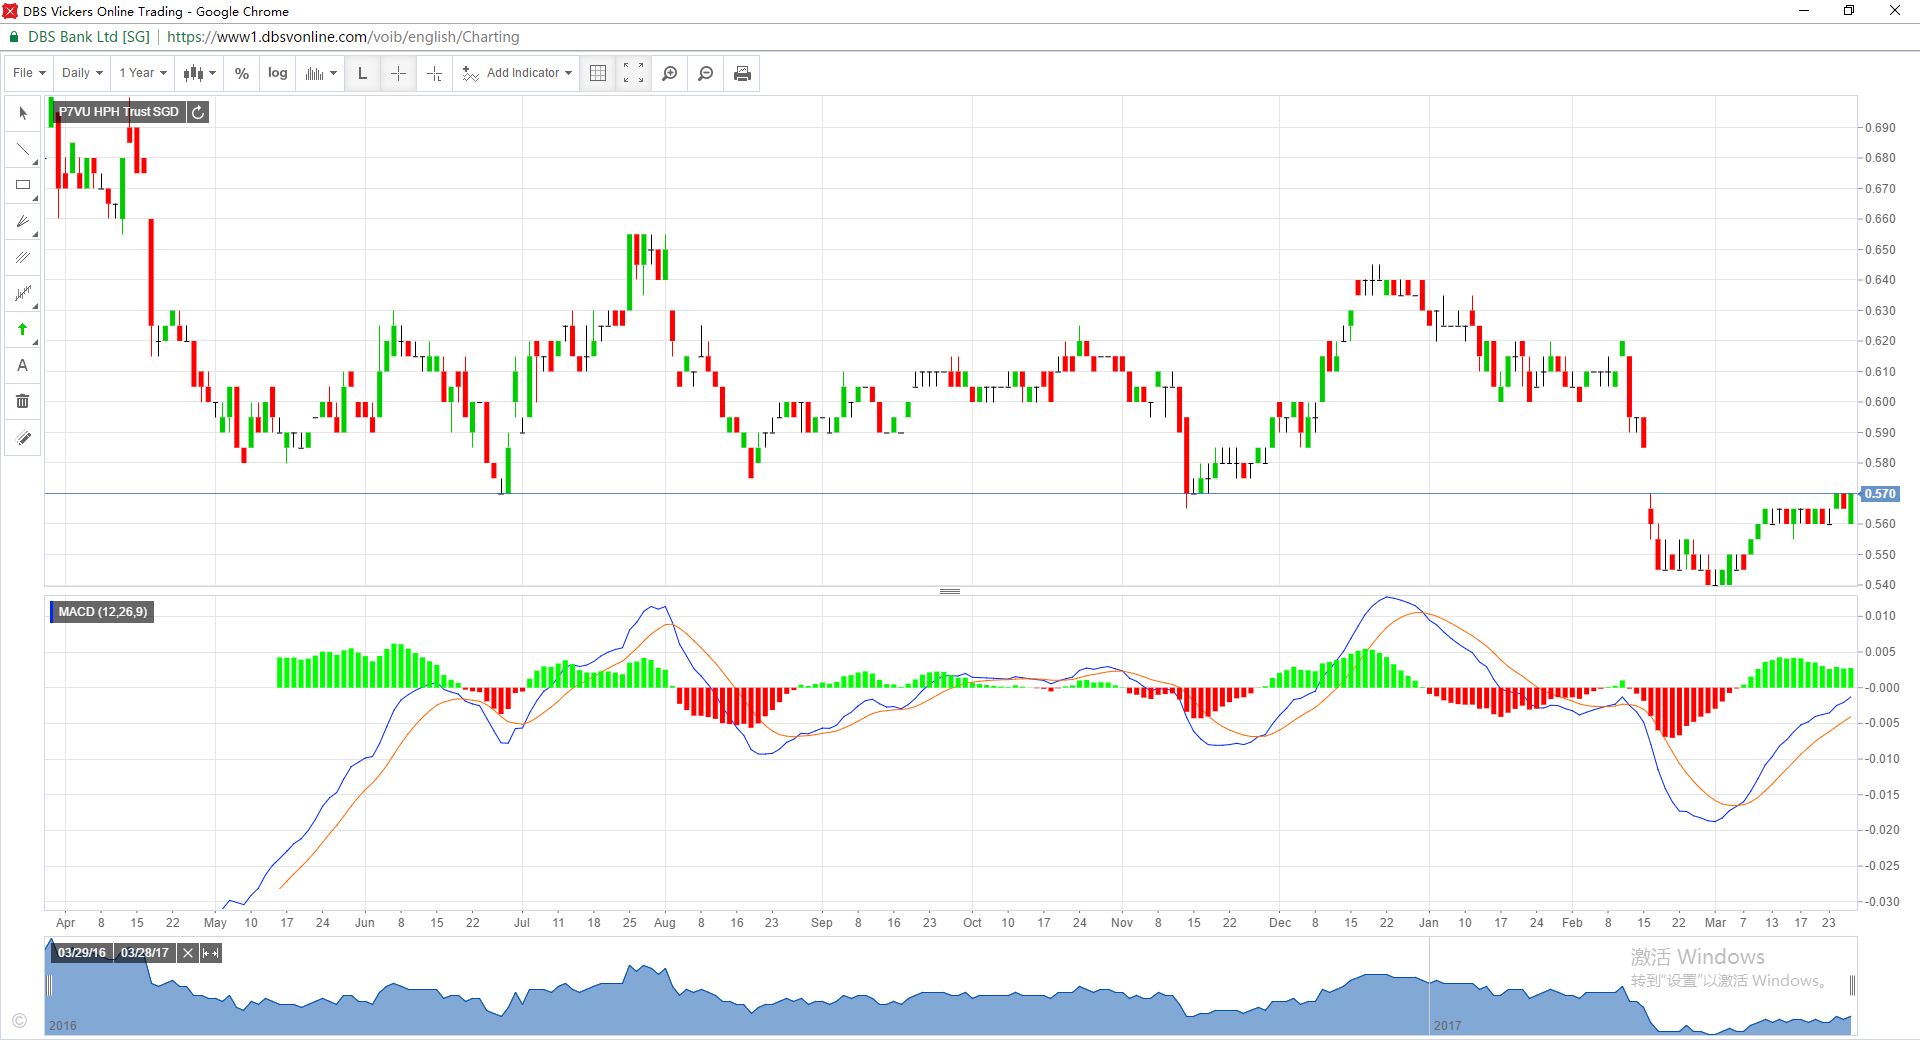 DBS Vickers Online Trading - Google Chrome
DBS Bank Ltd [SG] | https://www1.dbsvonline.com/voib/english/Charting
File Daily 1 Year % log L Add Indicator
P7VU HPH Trust SGD
A
0.690
0.680
0.670
0.660
0.650
0.640
0.630
0.620
0.610
0.600
0.590
0.580
0.570
0.560
0.550
0.540
MACD (12,26,9)
0.010
0.005
-0.000
-0.005
-0.010
-0.015
-0.020
-0.025
-0.030
Apr 8 15 22 May 10 17 24 Jun 8 15 22 Jul 11 18 25 Aug 8 16 23 Sep 8 16 23 Oct 10 17 24 Nov 8 15 22 Dec 8 15 22 Jan 10 17 24 Feb 8 15 22 Mar 7 13 17 23
03/29/16 03/28/17
激活 Windows
转到“设置”以激活 Windows。
© 2016 2017